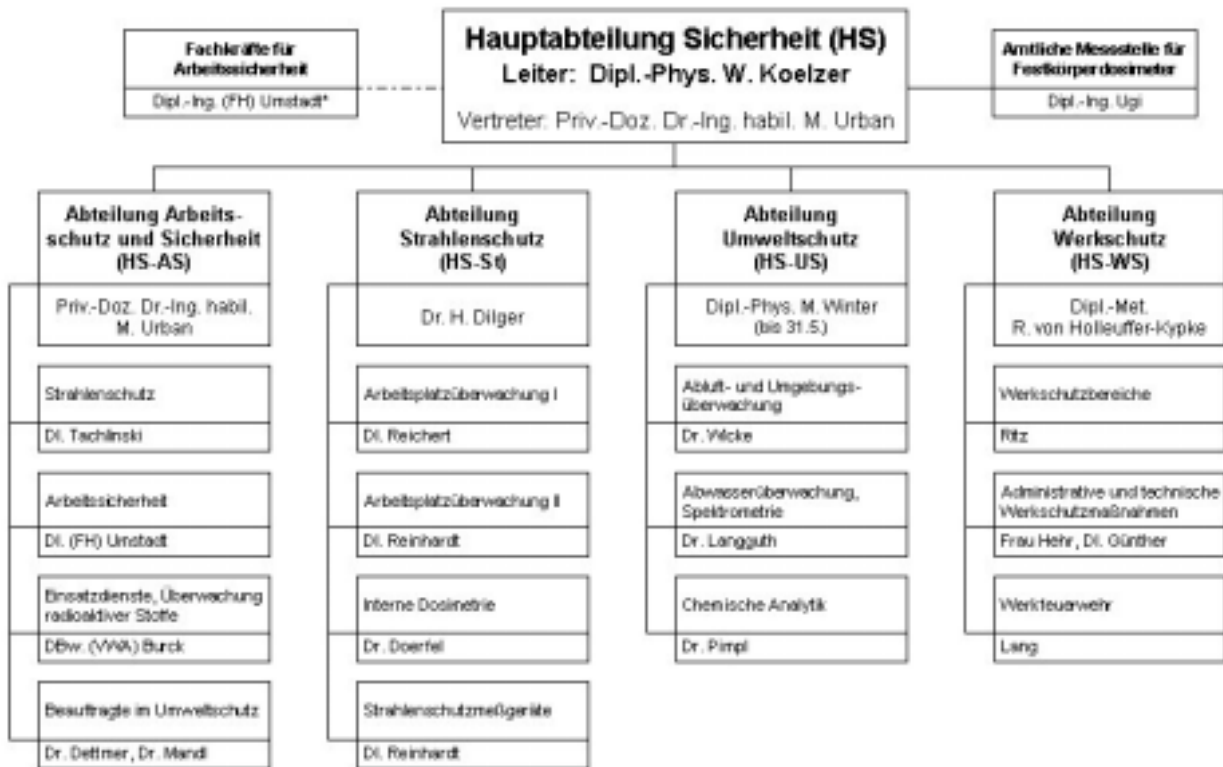 Fachkräfte für
Arbeitssicherheit
Dipl.-Ing. (FH) Umstadt*
Hauptabteilung Sicherheit (HS)
Leiter: Dipl.-Phys. W. Koelzer
Vertreter: Priv.-Doz. Dr.-Ing. habil. M. Urban
Amtliche Messstelle für
Festkörperdosimeter
Dipl.-Ing. Ugi
Abteilung Arbeits-
schutz und Sicherheit
(HS-AS)
Priv.-Doz. Dr.-Ing. habil.
M. Urban
Strahlenschutz
DI. Tachlinski
Arbeitssicherheit
DI. (FH) Umstadt
Einsatzdienste, Überwachung
radioaktiver Stoffe
DBw. (VWA) Burck
Beauftragte im Umweltschutz
Dr. Dettmer, Dr. Mandl
Abteilung
Strahlenschutz
(HS-St)
Dr. H. Dilger
Arbeitsplatzüberwachung I
DI. Reichert
Arbeitsplatzüberwachung II
DI. Reinhardt
Interne Dosimetrie
Dr. Doerfel
Strahlenschutzmeßgeräte
DI. Reinhardt
Abteilung
Umweltschutz
(HS-US)
Dipl.-Phys. M. Winter
(bis 31.5.)
Abluft- und Umgebungs-
überwachung
Dr. Wicke
Abwasserüberwachung,
Spektrometrie
Dr. Langguth
Chemische Analytik
Dr. Pimpl
Abteilung
Werkschutz
(HS-WS)
Dipl.-Met.
R. von Holleuffer-Kypke
Werkschutzbereiche
Ritz
Administrative und technische
Werkschutzmaßnahmen
Frau Hehr, DI. Günther
Werkfeuerwehr
Lang